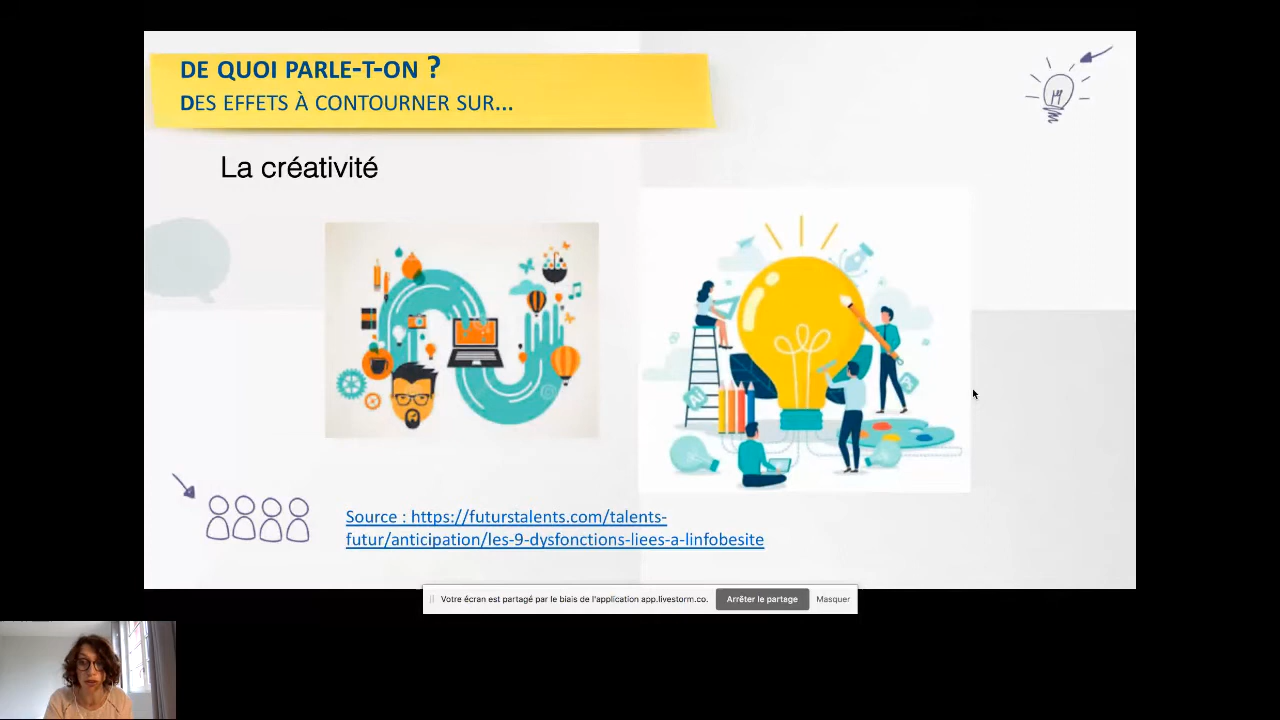 DE QUOI PARLE-T-ON ?
DES EFFETS À CONTOURNER SUR...
La créativité
AI
AI
Source : https://futurstalents.com/talents-
futur/anticipation/les-9-dysfonctions-liees-a-linfobesite
Votre écran est partagé par le biais de l'application app.livestorm.co.
Arrêter le partage
Masquer